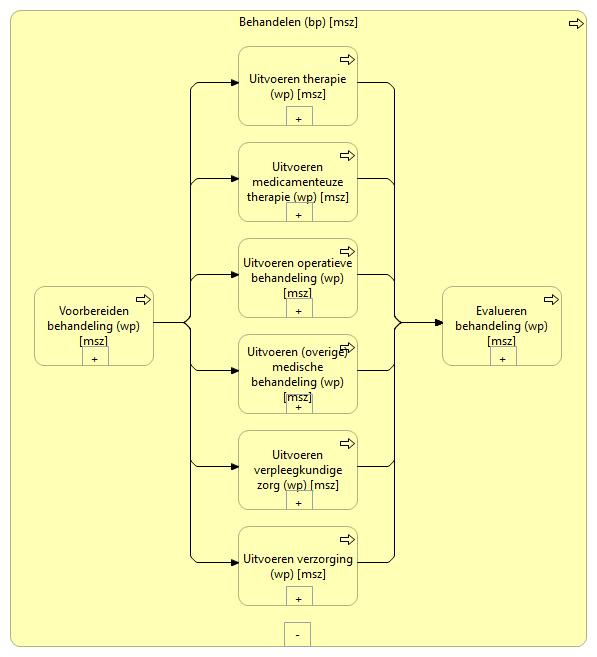 Behandelen (bp) [msz]
Uitvoeren therapie
(wp) [msz]
+
Uitvoeren
medicamenteuze
therapie (wp) [msz]
+
Uitvoeren operatieve
behandeling (wp)
[msz]
+
Voorbereiden
behandeling (wp)
[msz]
+
Evalueren
behandeling (wp)
[msz]
+
Uitvoeren (overige)
medische
behandeling (wp)
[msz]
+
Uitvoeren
verpleegkundige
zorg (wp) [msz]
+
Uitvoeren verzorging
(wp) [msz]
+
-